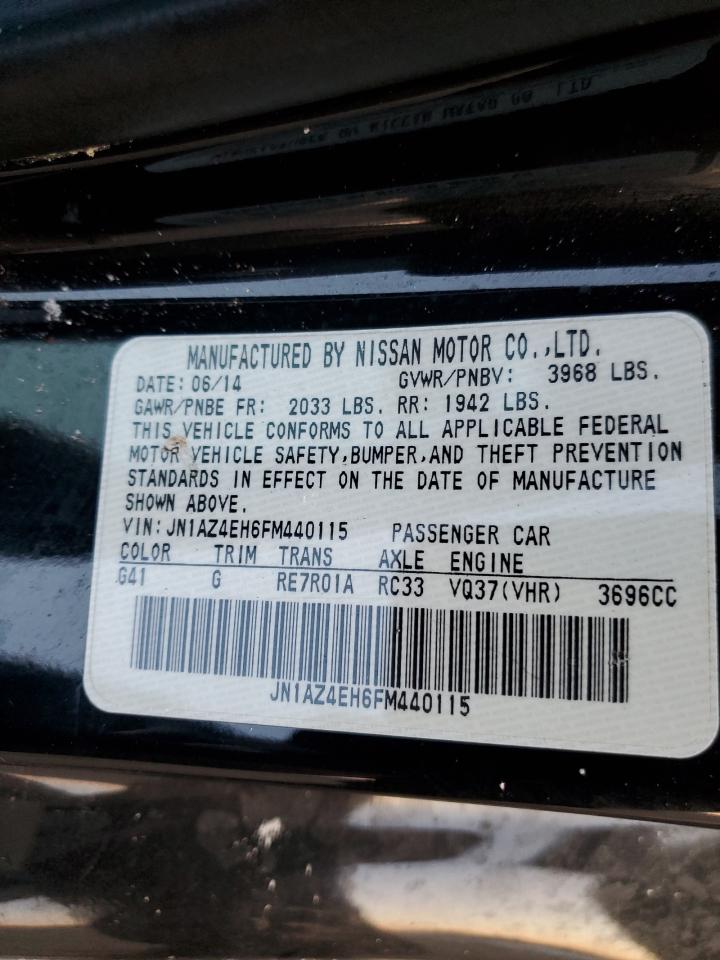 MANUFACTURED BY NISSAN MOTOR CO.,LTD.
DATE: 06/14 GVWR/PNBV: 3968 LBS.
GAWR/PNBE FR: 2033 LBS. RR: 1942 LBS.
THIS VEHICLE CONFORMS TO ALL APPLICABLE FEDERAL
MOTOR VEHICLE SAFETY,BUMPER,AND THEFT PREVENTION
STANDARDS IN EFFECT ON THE DATE OF MANUFACTURE
SHOWN ABOVE.
VIN: JN1AZ4EH6FM440115 PASSENGER CAR
COLOR TRIM TRANS AXLE ENGINE
G41 G RE7R01A RC33 VQ37(VHR) 3696CC
JN1AZ4EH6FM440115